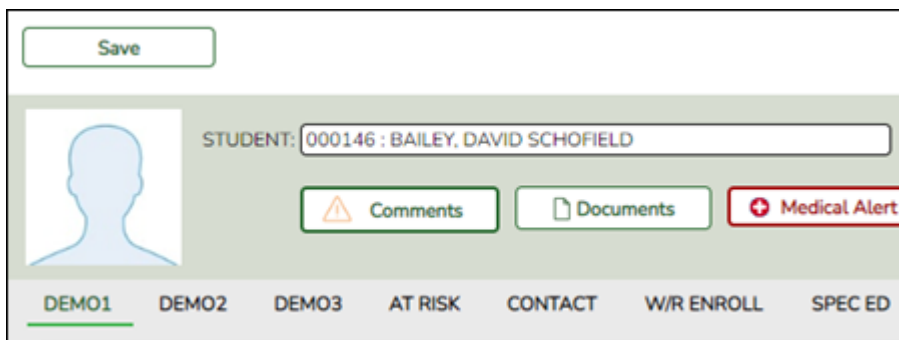 Save
STUDENT: 000146 : BAILEY, DAVID SCHOFIELD
Comments Documents Medical Alert
DEMO1 DEMO2 DEMO3 AT RISK CONTACT W/R ENROLL SPEC ED